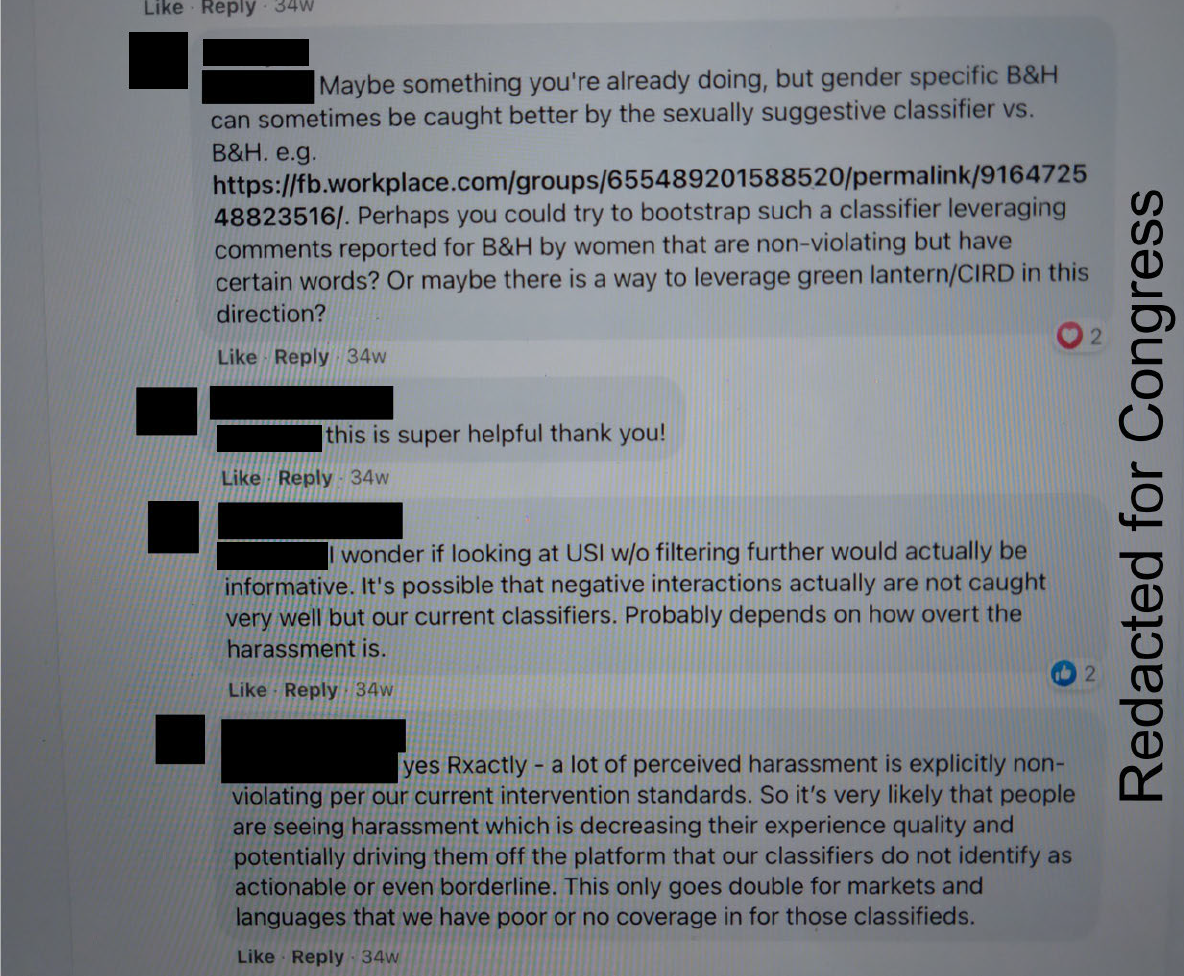 Like · Reply · 34w
Maybe something you're already doing, but gender specific B&H
can sometimes be caught better by the sexually suggestive classifier vs.
B&H. e.g.
https://fb.workplace.com/groups/655489201588520/permalink/9164725
48823516/. Perhaps you could try to bootstrap such a classifier leveraging
comments reported for B&H by women that are non-violating but have
certain words? Or maybe there is a way to leverage green lantern/CIRD in this
direction?
2
Like · Reply · 34w
this is super helpful thank you!
Like · Reply · 34w
I wonder if looking at USI w/o filtering further would actually be
informative. It's possible that negative interactions actually are not caught
very well but our current classifiers. Probably depends on how overt the
harassment is.
2
Like · Reply · 34w
yes Rxactly - a lot of perceived harassment is explicitly non-
violating per our current intervention standards. So it's very likely that people
are seeing harassment which is decreasing their experience quality and
potentially driving them off the platform that our classifiers do not identify as
actionable or even borderline. This only goes double for markets and
languages that we have poor or no coverage in for those classifieds.
Like · Reply · 34w
Redacted for Congress